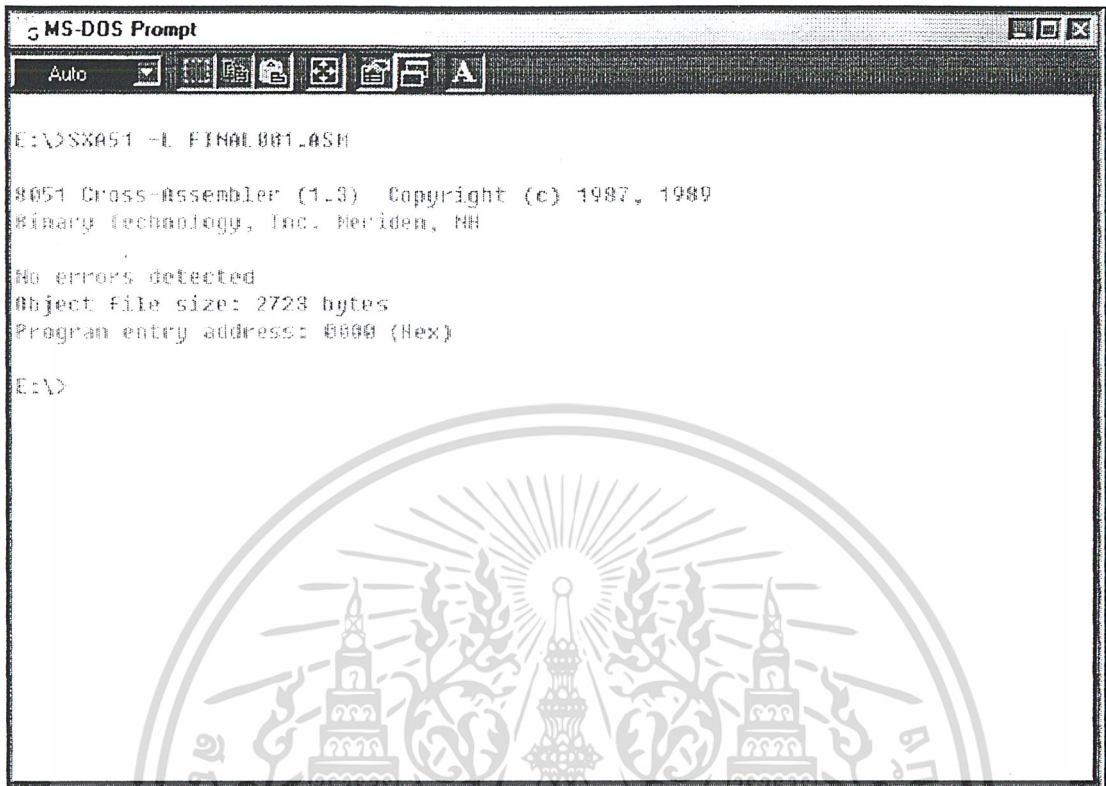 MS-DOS Prompt
Auto
A
E:\>SXA51 -L FINAL001.ASM
8051 Cross-Assembler (1.3) Copyright (c) 1987, 1989
Binary Technology, Inc. Meriden, NH
No errors detected
Object file size: 2723 bytes
Program entry address: 0000 (Hex)
E:\>